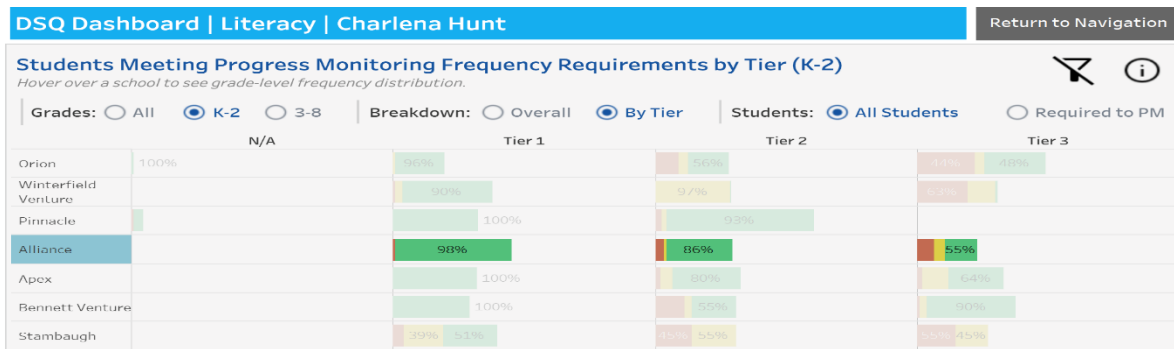 DSQ Dashboard | Literacy | Charlena Hunt
Return to Navigation
Students Meeting Progress Monitoring Frequency Requirements by Tier (K-2)
Hover over a school to see grade-level frequency distribution.
Grades: All K-2 3-8 Breakdown: Overall By Tier Students: All Students Required to PM
N/A Tier 1 Tier 2 Tier 3
Orion 100% 96% 56% 44% 48%
Winterfield
Venture 90% 97% 63%
Pinnacle 100% 93%
Alliance 98% 86% 55%
Apex 100% 80% 64%
Bennett Venture 100% 55% 90%
Stambaugh 39% 51% 45% 55% 45%